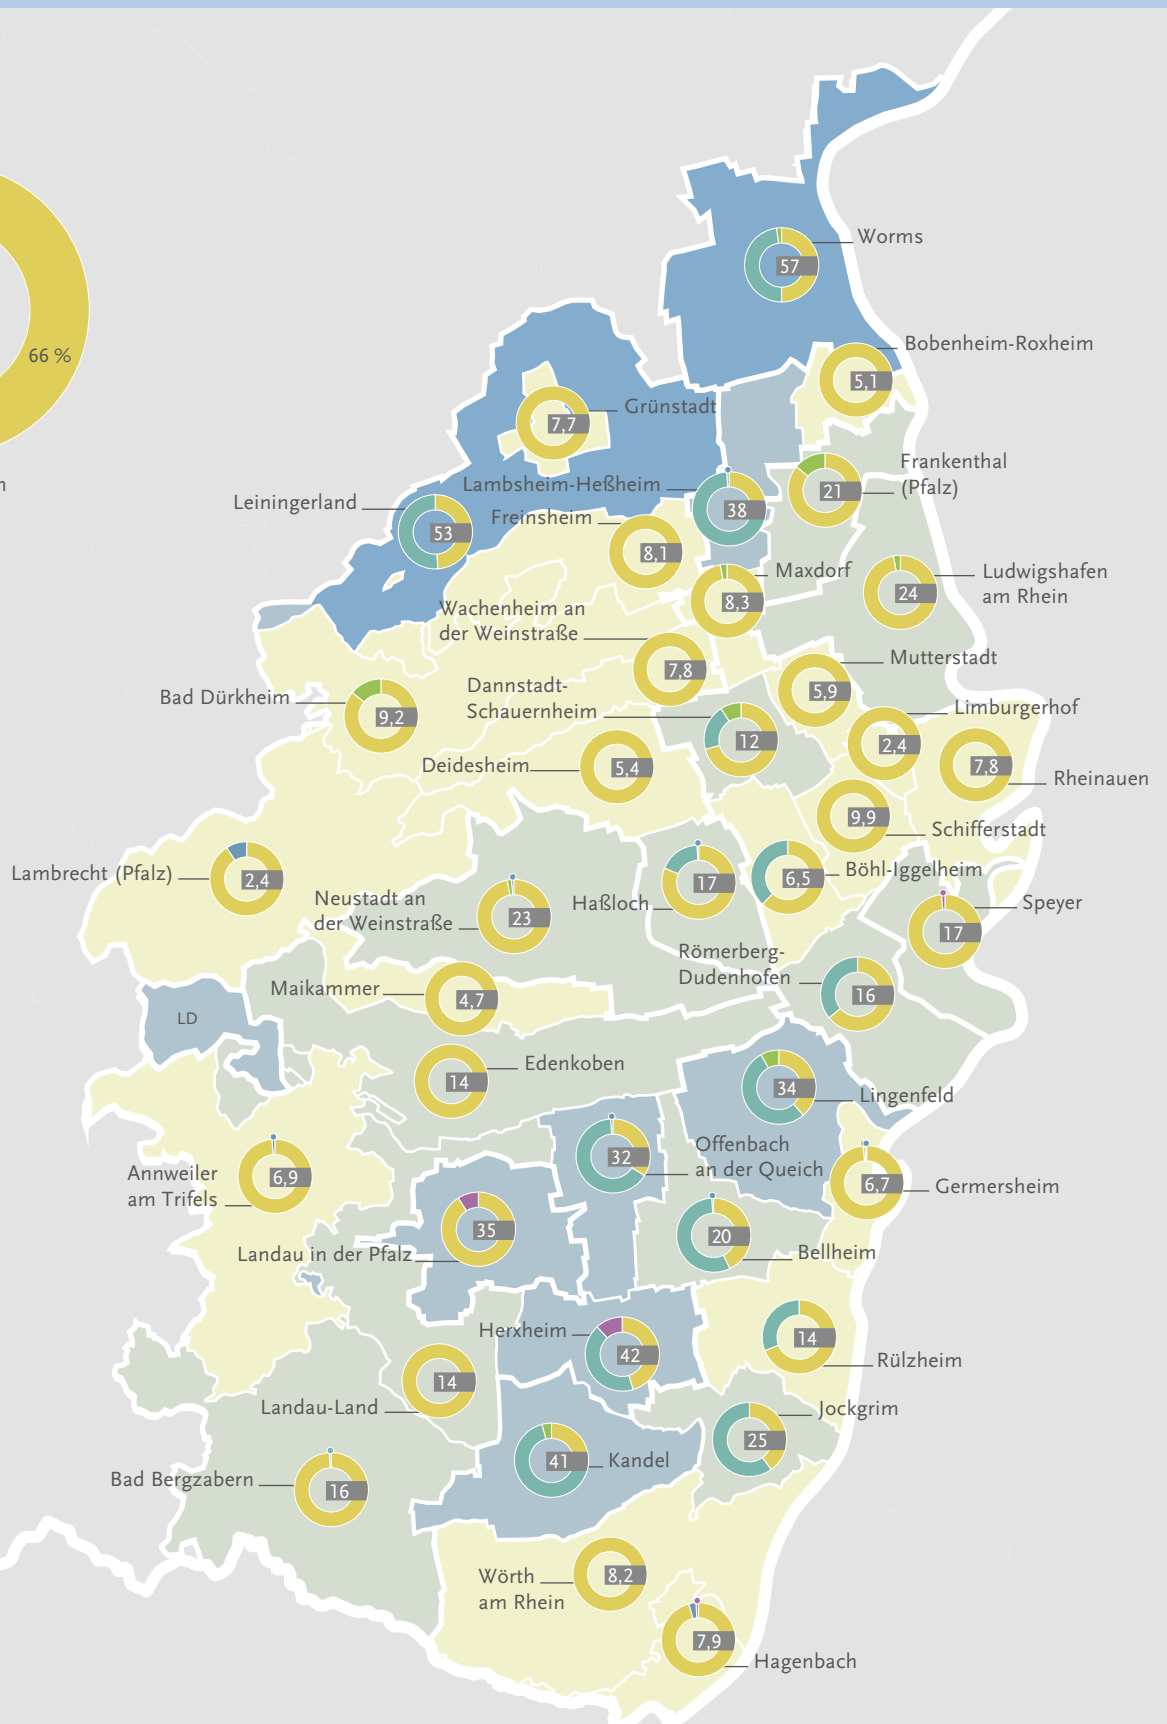 Worms
57
Bobenheim-Roxheim
5,1
66 %
Grünstadt
7,7
Frankenthal
(Pfalz)
21
Lambsheim-Heßheim
38
Leiningerland
53
Freinsheim
8,1
Maxdorf
8,3
Ludwigshafen
am Rhein
24
Wachenheim an
der Weinstraße
7,8
Mutterstadt
5,9
Bad Dürkheim
9,2
Dannstadt-
Schauernheim
12
Limburgerhof
2,4
Deidesheim
5,4
7,8
Rheinauen
9,9
Schifferstadt
Lambrecht (Pfalz)
2,4
Neustadt an
der Weinstraße
23
Haßloch
17
6,5
Böhl-Iggelheim
Speyer
17
Römerberg-
Dudenhofen
16
Maikammer
4,7
LD
Edenkoben
14
34
Lingenfeld
Offenbach
an der Queich
32
Annweiler
am Trifels
6,9
6,7
Germersheim
Landau in der Pfalz
35
20
Bellheim
Herxheim
42
14
Rülzheim
Landau-Land
14
Jockgrim
25
Kandel
41
Bad Bergzabern
16
Wörth
am Rhein
8,2
7,9
Hagenbach